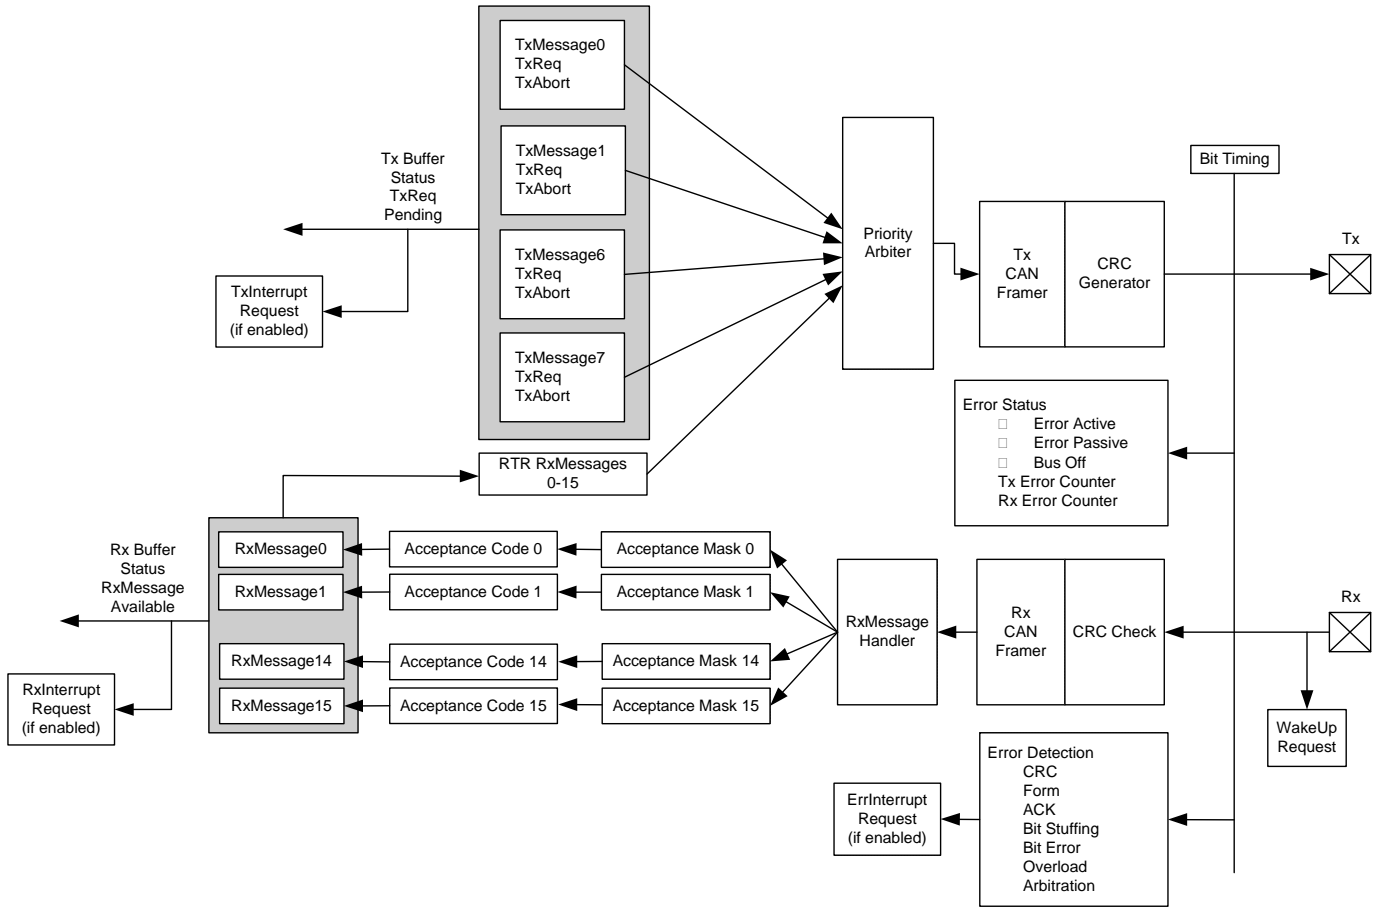 TxMessage0
TxReq
TxAbort
TxMessage1
TxReq
TxAbort
TxMessage6
TxReq
TxAbort
TxMessage7
TxReq
TxAbort
Tx Buffer
Status
TxReq
Pending
TxInterrupt
Request
(if enabled)
Priority
Arbiter
Tx
CAN
Framer
CRC
Generator
Bit Timing
Tx
Error Status
Error Active
Error Passive
Bus Off
Tx Error Counter
Rx Error Counter
RTR RxMessages
0-15
Rx Buffer
Status
RxMessage
Available
RxInterrupt
Request
(if enabled)
RxMessage0
Acceptance Code 0
Acceptance Mask 0
RxMessage1
Acceptance Code 1
Acceptance Mask 1
RxMessage14
Acceptance Code 14
Acceptance Mask 14
RxMessage15
Acceptance Code 15
Acceptance Mask 15
RxMessage
Handler
Rx
CAN
Framer
CRC Check
Rx
WakeUp
Request
Error Detection
CRC
Form
ACK
Bit Stuffing
Bit Error
Overload
Arbitration
ErrInterrupt
Request
(if enabled)